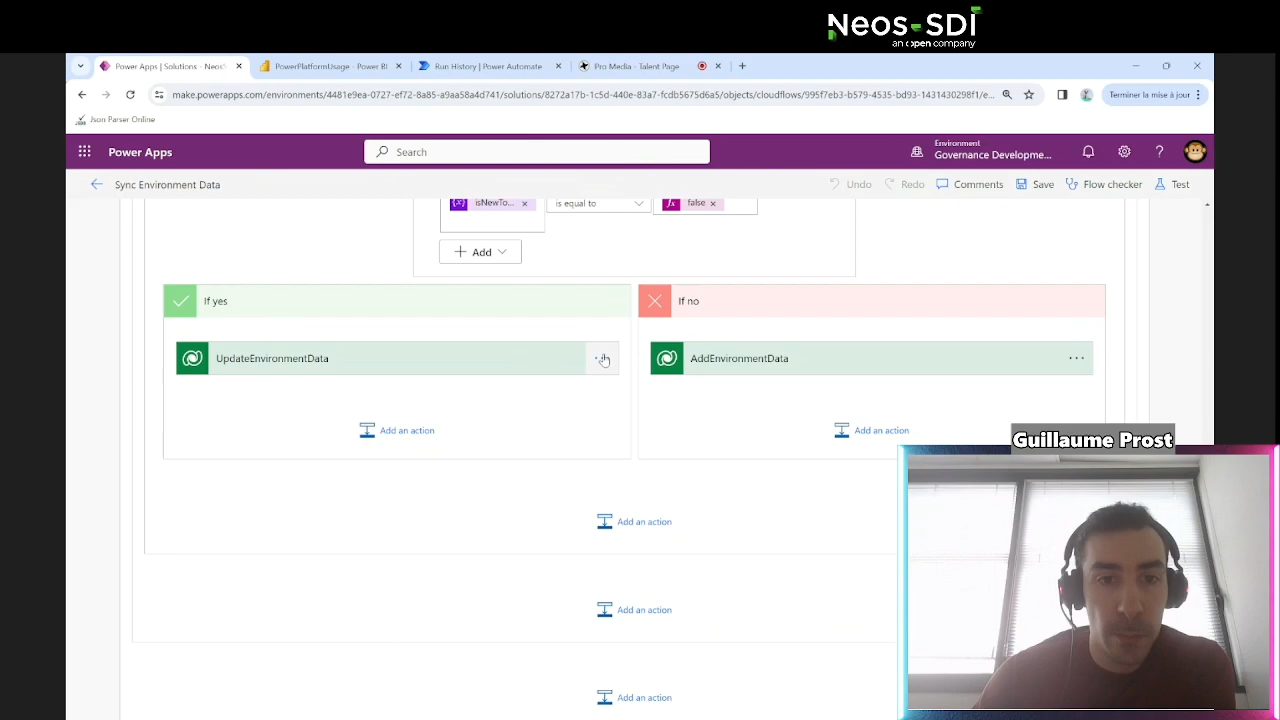 Neos-SDI
an open company
Power Apps | Solutions - Neos
PowerPlatformUsage - Power BI
Run History | Power Automate
Pro Media - Talent Page
make.powerapps.com/environments/4481e9ea-0727-ef72-8a85-a9aa58a4d741/solutions/8272a17b-1c5d-440e-83a7-fcdb5675d6a5/objects/cloudflows/995f7eb3-b579-4535-bd93-1431430298f1/e...
Terminer la mise à jour
Json Parser Online
Power Apps
Search
Environment
Governance Developme...
Sync Environment Data
Undo
Redo
Comments
Save
Flow checker
Test
isNewTo...
is equal to
false
Add
If yes
If no
UpdateEnvironmentData
AddEnvironmentData
Add an action
Add an action
Guillaume Prost
Add an action
Add an action
Add an action